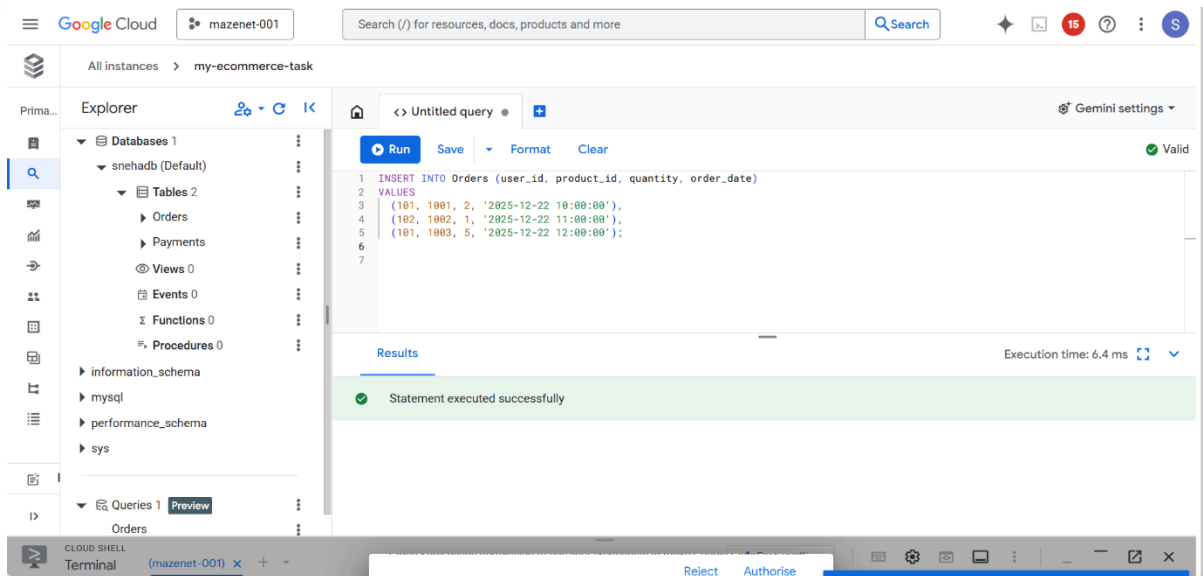 Google Cloud
mazenet-001
Search (/) for resources, docs, products and more
Search
15
S
All instances > my-ecommerce-task
Prima...
Explorer
Databases 1
snehadb (Default)
Tables 2
Orders
Payments
Views 0
Events 0
Functions 0
Procedures 0
information_schema
mysql
performance_schema
sys
Queries 1 Preview
Orders
Untitled query
Gemini settings
Run Save Format Clear
Valid
1 INSERT INTO Orders (user_id, product_id, quantity, order_date)
2 VALUES
3 (101, 1001, 2, '2025-12-22 10:00:00'),
4 (102, 1002, 1, '2025-12-22 11:00:00'),
5 (101, 1003, 5, '2025-12-22 12:00:00');
6
7
Results
Execution time: 6.4 ms
Statement executed successfully
CLOUD SHELL
Terminal
(mazenet-001)
Reject Authorise